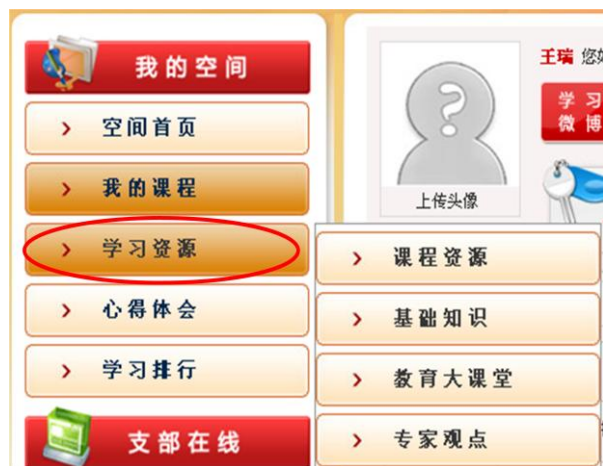 我的空间
空间首页
我的课程
学习资源
心得体会
学习排行
支部在线
王瑞 您好
学习
微博
上传头像
课程资源
基础知识
教育大课堂
专家观点